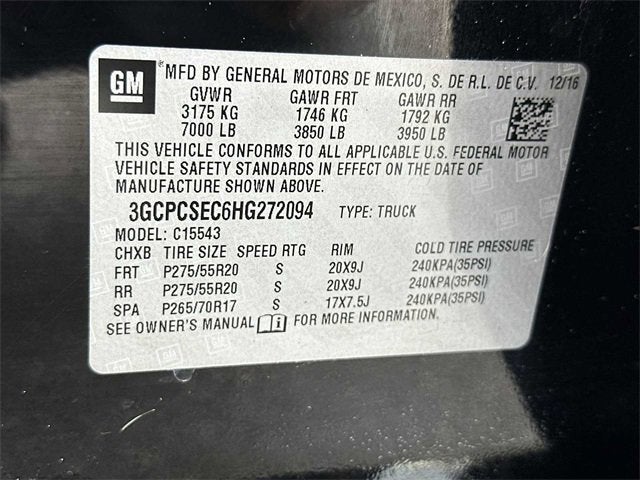 GM
MFD BY GENERAL MOTORS DE MEXICO, S. DE R.L. DE C.V. 12/16
GVWR GAWR FRT GAWR RR
3175 KG 1746 KG 1792 KG
7000 LB 3850 LB 3950 LB
THIS VEHICLE CONFORMS TO ALL APPLICABLE U.S. FEDERAL MOTOR
VEHICLE SAFETY STANDARDS IN EFFECT ON THE DATE OF
MANUFACTURE SHOWN ABOVE.
3GCPCSEC6HG272094 TYPE: TRUCK
MODEL: C15543
CHXB TIRE SIZE SPEED RTG RIM COLD TIRE PRESSURE
FRT P275/55R20 S 20X9J 240KPA(35PSI)
RR P275/55R20 S 20X9J 240KPA(35PSI)
SPA P265/70R17 S 17X7.5J 240KPA(35PSI)
SEE OWNER'S MANUAL FOR MORE INFORMATION.